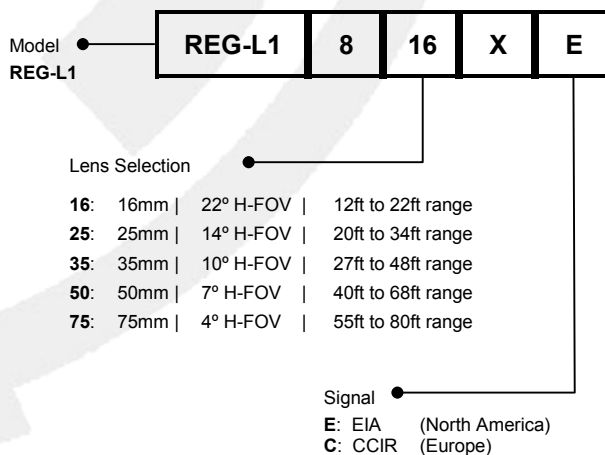 Model REG-L1 8 16 X E
REG-L1
Lens Selection
16: 16mm | 22º H-FOV | 12ft to 22ft range
25: 25mm | 14º H-FOV | 20ft to 34ft range
35: 35mm | 10º H-FOV | 27ft to 48ft range
50: 50mm | 7º H-FOV | 40ft to 68ft range
75: 75mm | 4º H-FOV | 55ft to 80ft range
Signal
E: EIA (North America)
C: CCIR (Europe)